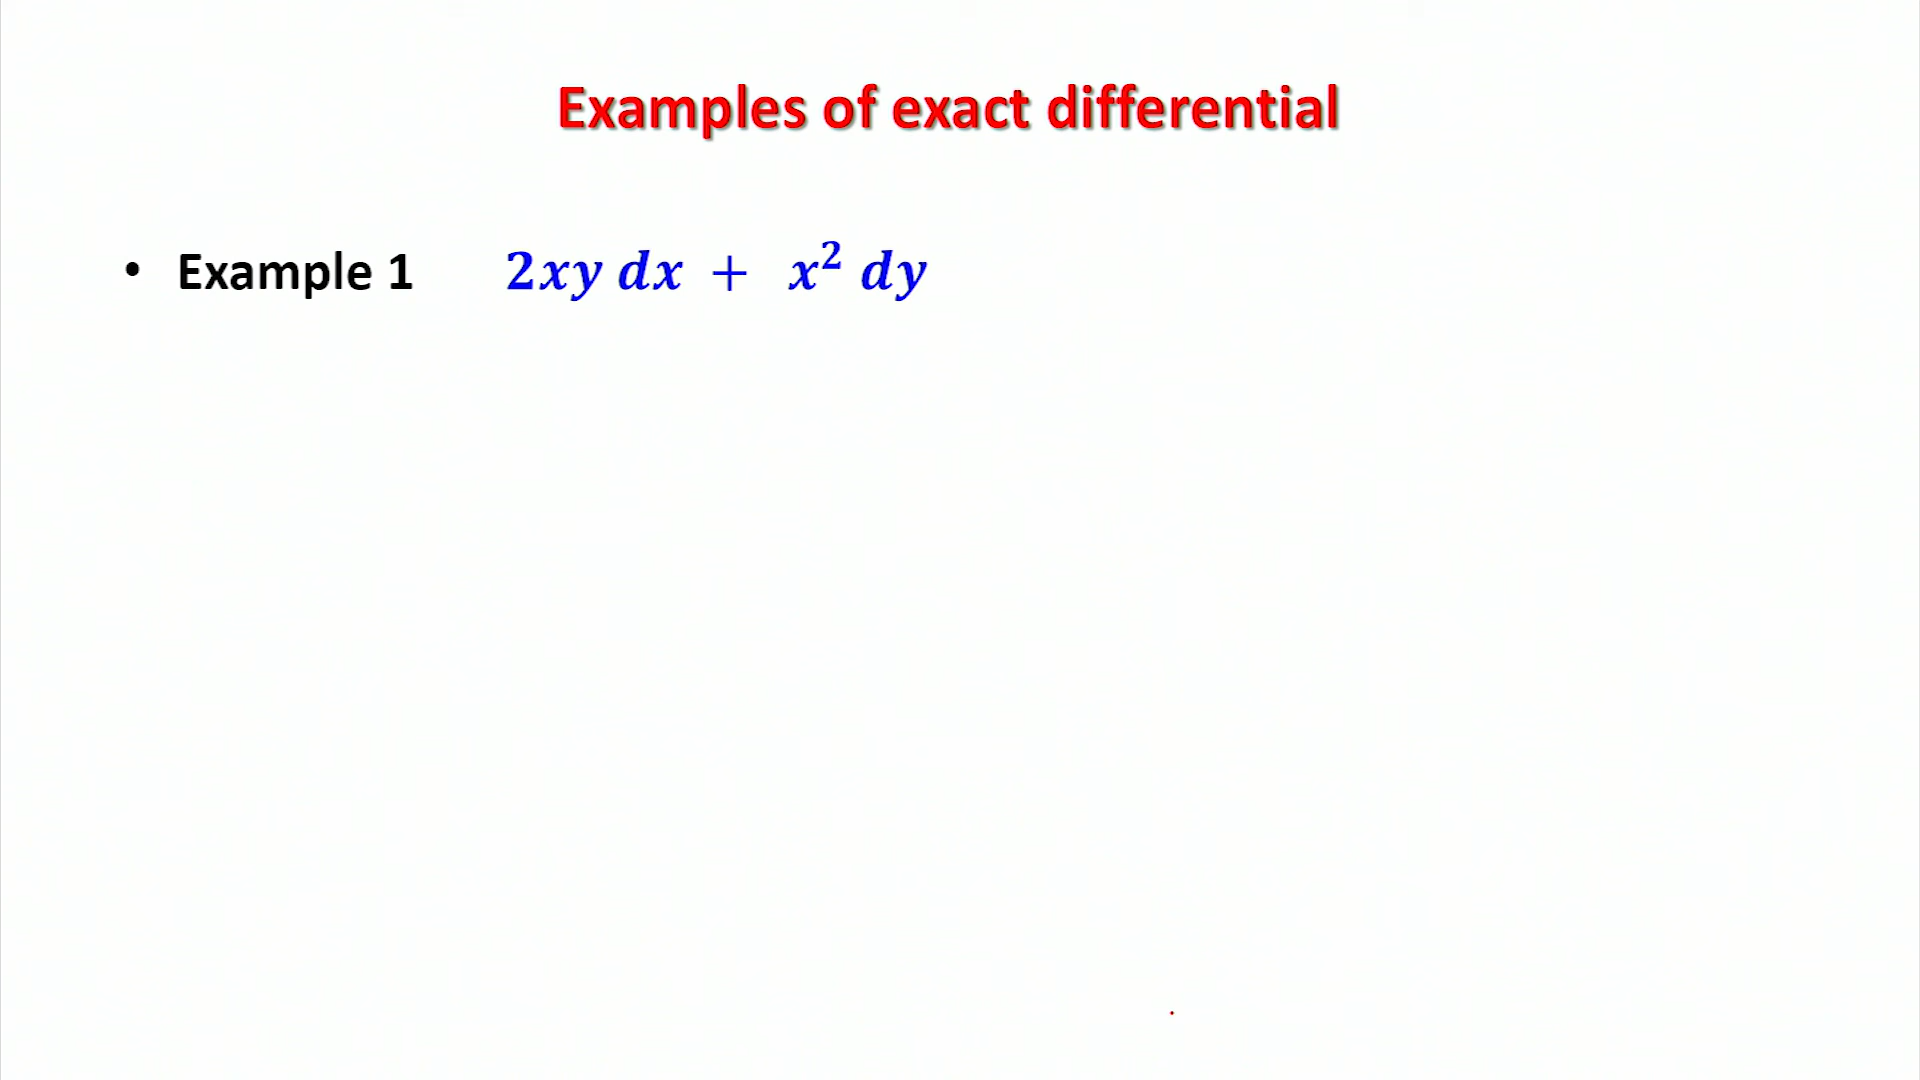 Examples of exact differential
• Example 1 2xy dx + x² dy